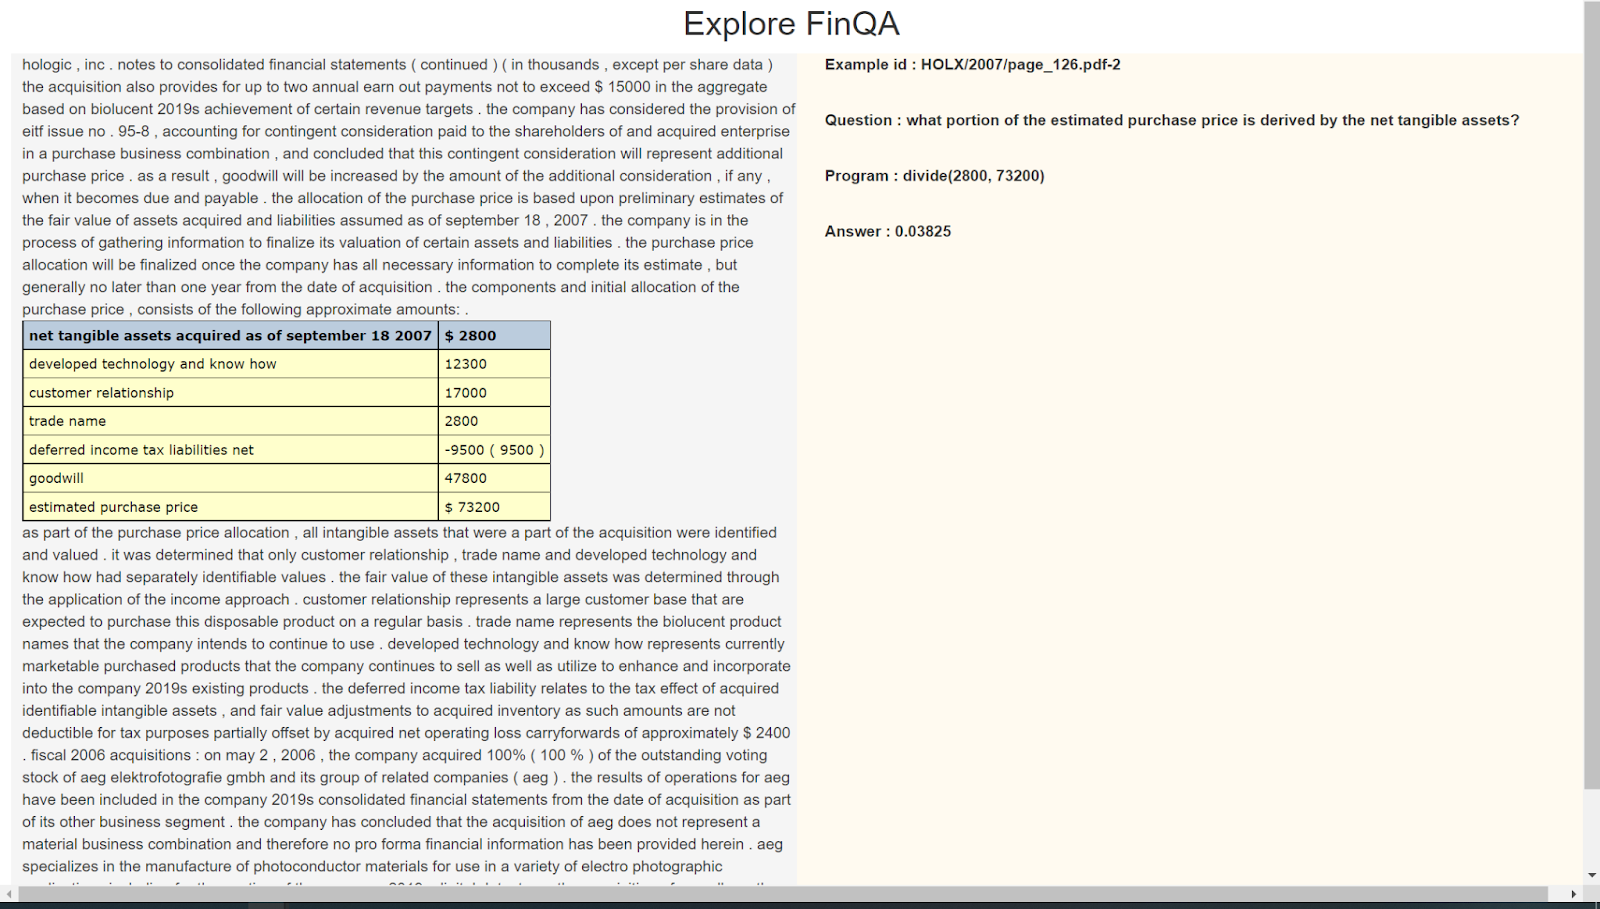 Explore FinQA
hologic , inc . notes to consolidated financial statements ( continued ) ( in thousands , except per share data )
the acquisition also provides for up to two annual earn out payments not to exceed $ 15000 in the aggregate
based on biolucent 2019s achievement of certain revenue targets . the company has considered the provision of
eitf issue no . 95-8 , accounting for contingent consideration paid to the shareholders of and acquired enterprise
in a purchase business combination , and concluded that this contingent consideration will represent additional
purchase price . as a result , goodwill will be increased by the amount of the additional consideration , if any ,
when it becomes due and payable . the allocation of the purchase price is based upon preliminary estimates of
the fair value of assets acquired and liabilities assumed as of september 18 , 2007 . the company is in the
process of gathering information to finalize its valuation of certain assets and liabilities . the purchase price
allocation will be finalized once the company has all necessary information to complete its estimate , but
generally no later than one year from the date of acquisition . the components and initial allocation of the
purchase price , consists of the following approximate amounts: .
net tangible assets acquired as of september 18 2007 $ 2800
developed technology and know how 12300
customer relationship 17000
trade name 2800
deferred income tax liabilities net -9500 ( 9500 )
goodwill 47800
estimated purchase price $ 73200
as part of the purchase price allocation , all intangible assets that were a part of the acquisition were identified
and valued . it was determined that only customer relationship , trade name and developed technology and
know how had separately identifiable values . the fair value of these intangible assets was determined through
the application of the income approach . customer relationship represents a large customer base that are
expected to purchase this disposable product on a regular basis . trade name represents the biolucent product
names that the company intends to continue to use . developed technology and know how represents currently
marketable purchased products that the company continues to sell as well as utilize to enhance and incorporate
into the company 2019s existing products . the deferred income tax liability relates to the tax effect of acquired
identifiable intangible assets , and fair value adjustments to acquired inventory as such amounts are not
deductible for tax purposes partially offset by acquired net operating loss carryforwards of approximately $ 2400
. fiscal 2006 acquisitions : on may 2 , 2006 , the company acquired 100% ( 100 % ) of the outstanding voting
stock of aeg elektrofotografie gmbh and its group of related companies ( aeg ) . the results of operations for aeg
have been included in the company 2019s consolidated financial statements from the date of acquisition as part
of its other business segment . the company has concluded that the acquisition of aeg does not represent a
material business combination and therefore no pro forma financial information has been provided herein . aeg
specializes in the manufacture of photoconductor materials for use in a variety of electro photographic
Example id : HOLX/2007/page_126.pdf-2
Question : what portion of the estimated purchase price is derived by the net tangible assets?
Program : divide(2800, 73200)
Answer : 0.03825